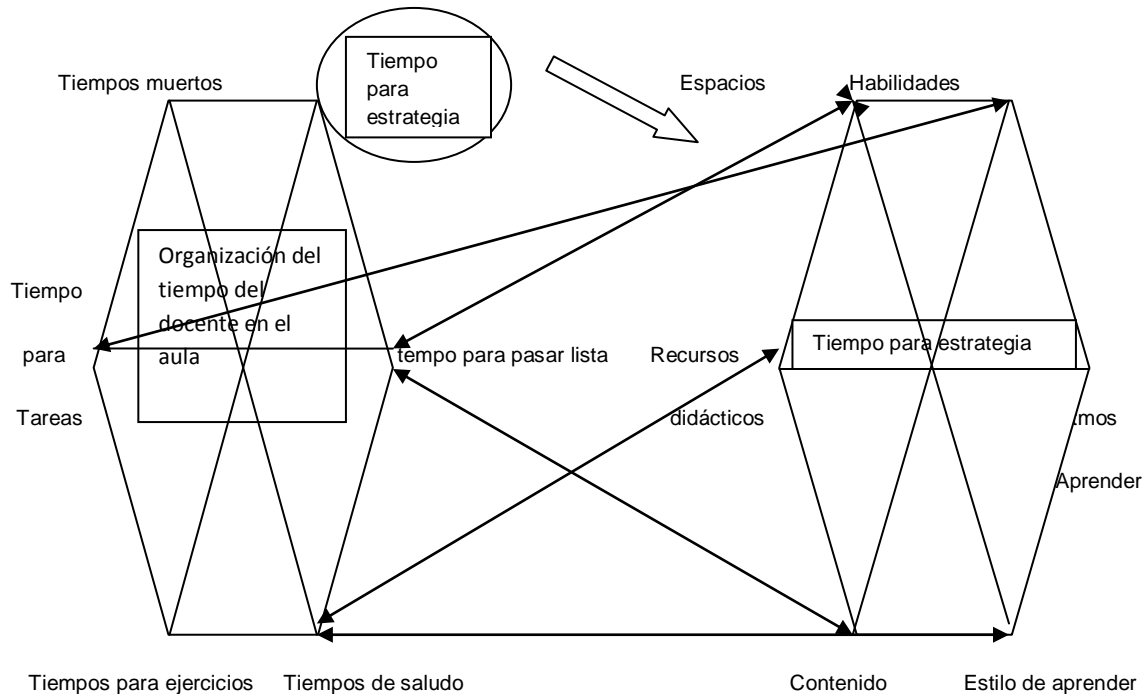 Tiempo
para
estrategia
Tiempos muertos
Espacios
Habilidades
Organización del
tiempo del
docente en el
aula
Tiempo
para
Tareas
tempo para pasar lista
Recursos
didácticos
Tiempo para estrategia
Aprender
Tiempos para ejercicios
Tiempos de saludo
Contenido
Estilo de aprender